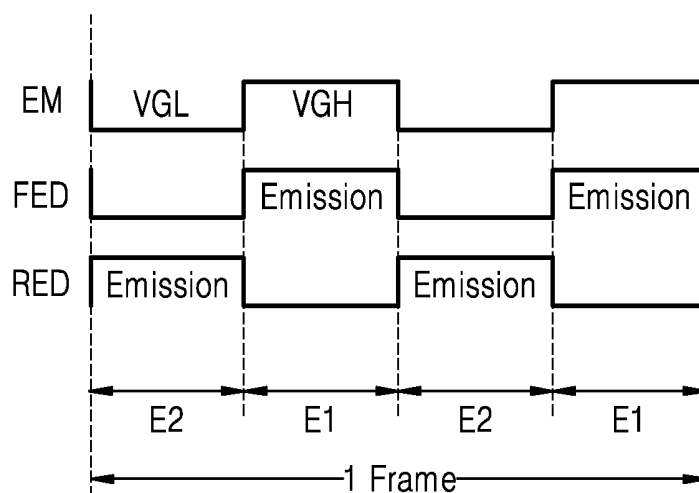 EM VGL VGH
FED Emission Emission
RED Emission Emission
E2 E1 E2 E1
1 Frame